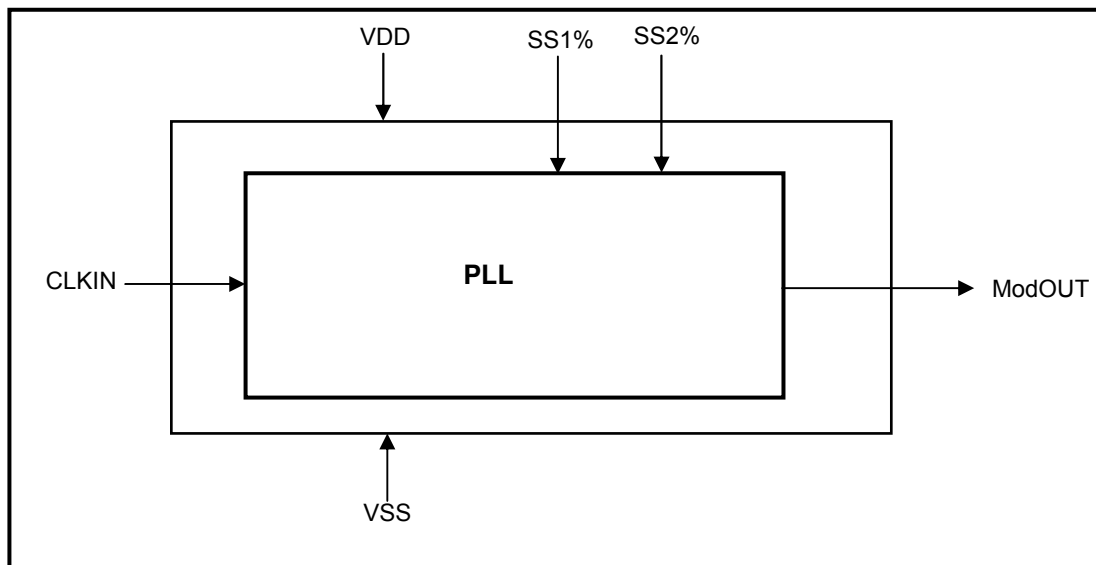 VDD
SS1%
SS2%
CLKIN
PLL
ModOUT
VSS